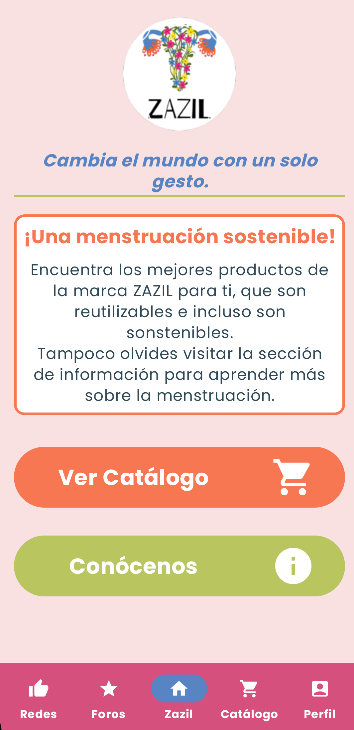 ZAZIL
Cambia el mundo con un solo
gesto.
¡Una menstruación sostenible!
Encuentra los mejores productos de
la marca ZAZIL para ti, que son
reutilizables e incluso son
sonstenibles.
Tampoco olvides visitar la sección
de información para aprender más
sobre la menstruación.
Ver Catálogo
Conócenos
Redes Foros Zazil Catálogo Perfil